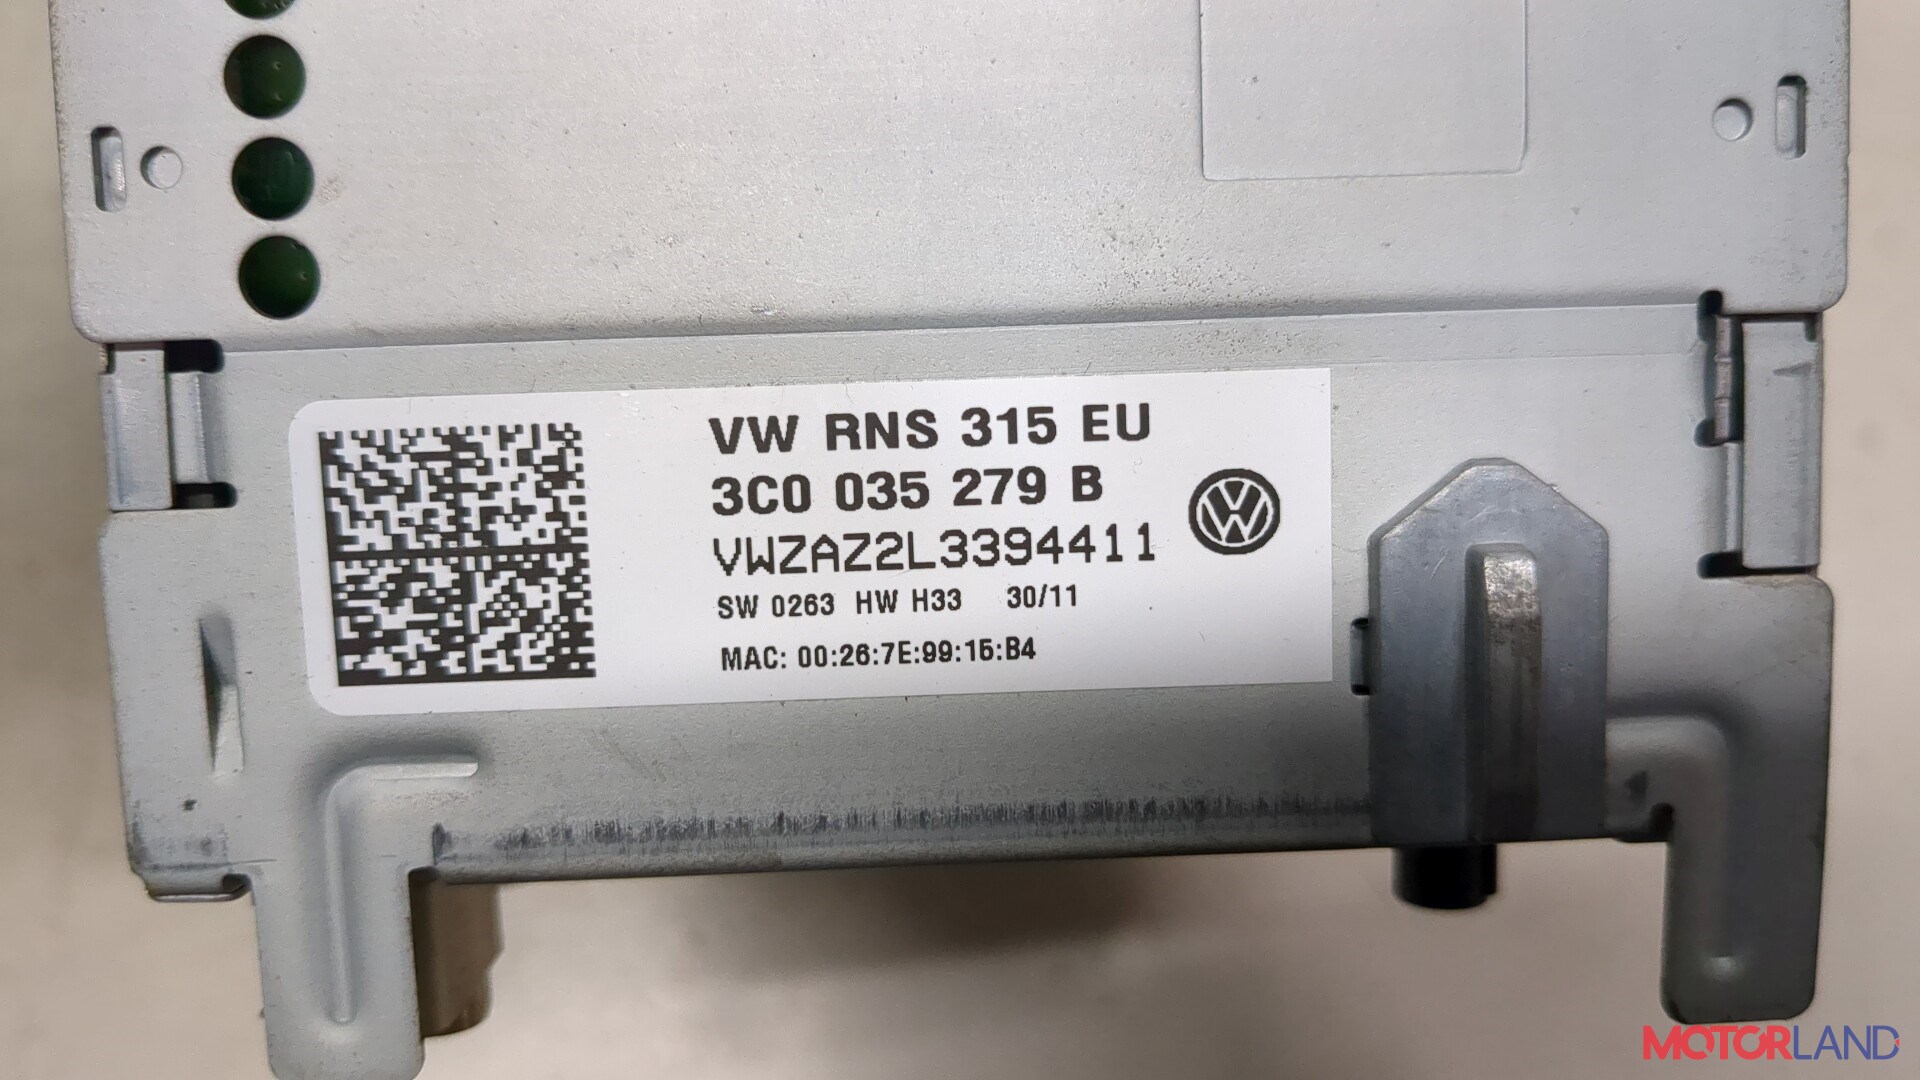 VW RNS 315 EU
3C0 035 279 B
VWZAZ2L3394411
SW 0263 HW H33 30/11
MAC: 00:26:7E:99:15:B4
MOTORLAND